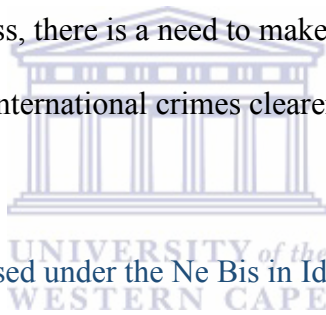 ss, there is a need to make
nternational crimes clearer
UNIVERSITY of the
sed under the Ne Bis in Id
WESTERN CAPE